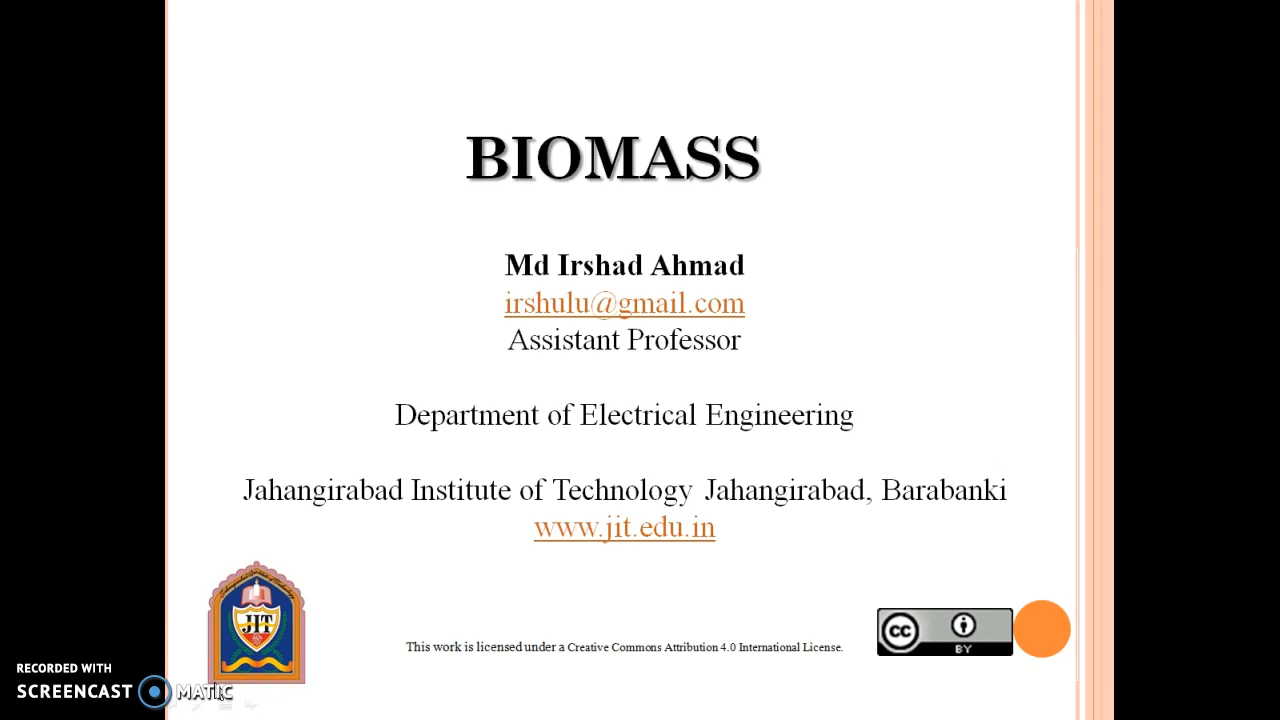 BIOMASS
Md Irshad Ahmad
irshulu@gmail.com
Assistant Professor
Department of Electrical Engineering
Jahangirabad Institute of Technology Jahangirabad, Barabanki
www.jit.edu.in
JIT
This work is licensed under a Creative Commons Attribution 4.0 International License.
cc
BY
RECORDED WITH
SCREENCAST MATIC